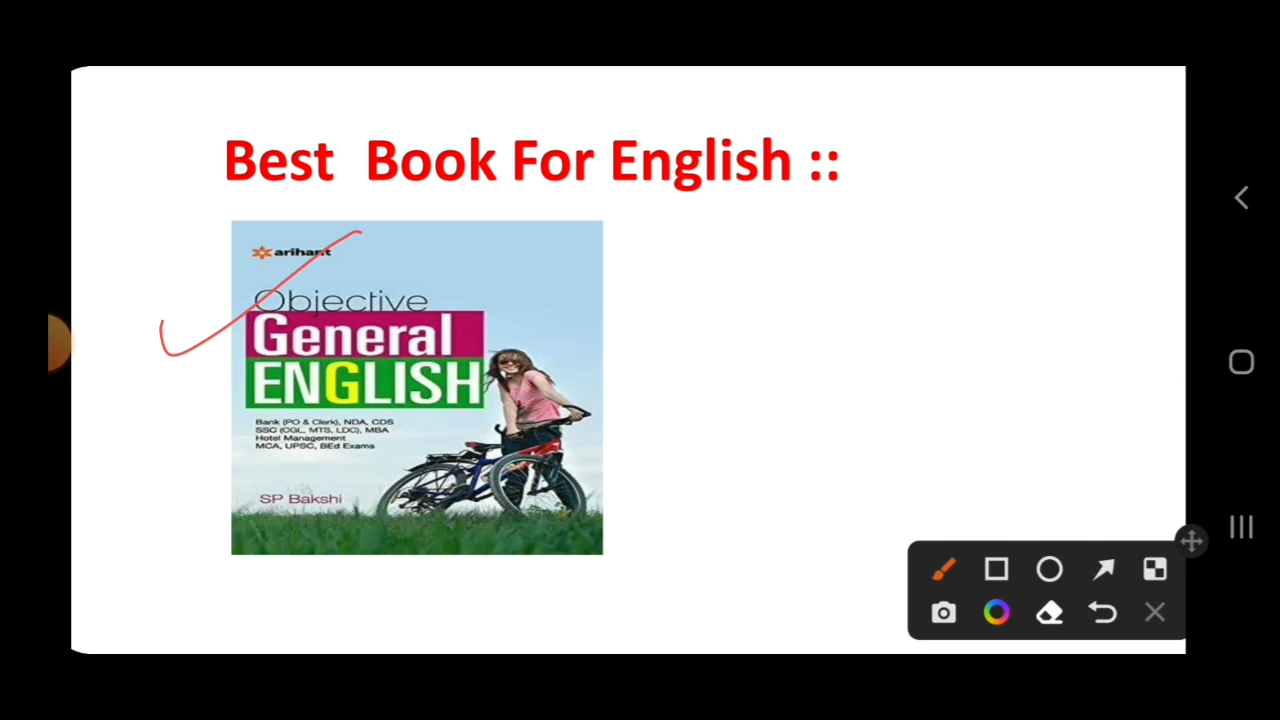 Best Book For English ::
arihant
Objective
General
ENGLISH
Bank (PO & Clerk), NDA, CDS
SSC (CGL, MTS, LDC), MBA
Hotel Management
MCA, UPSC, BEd Exams
SP Bakshi